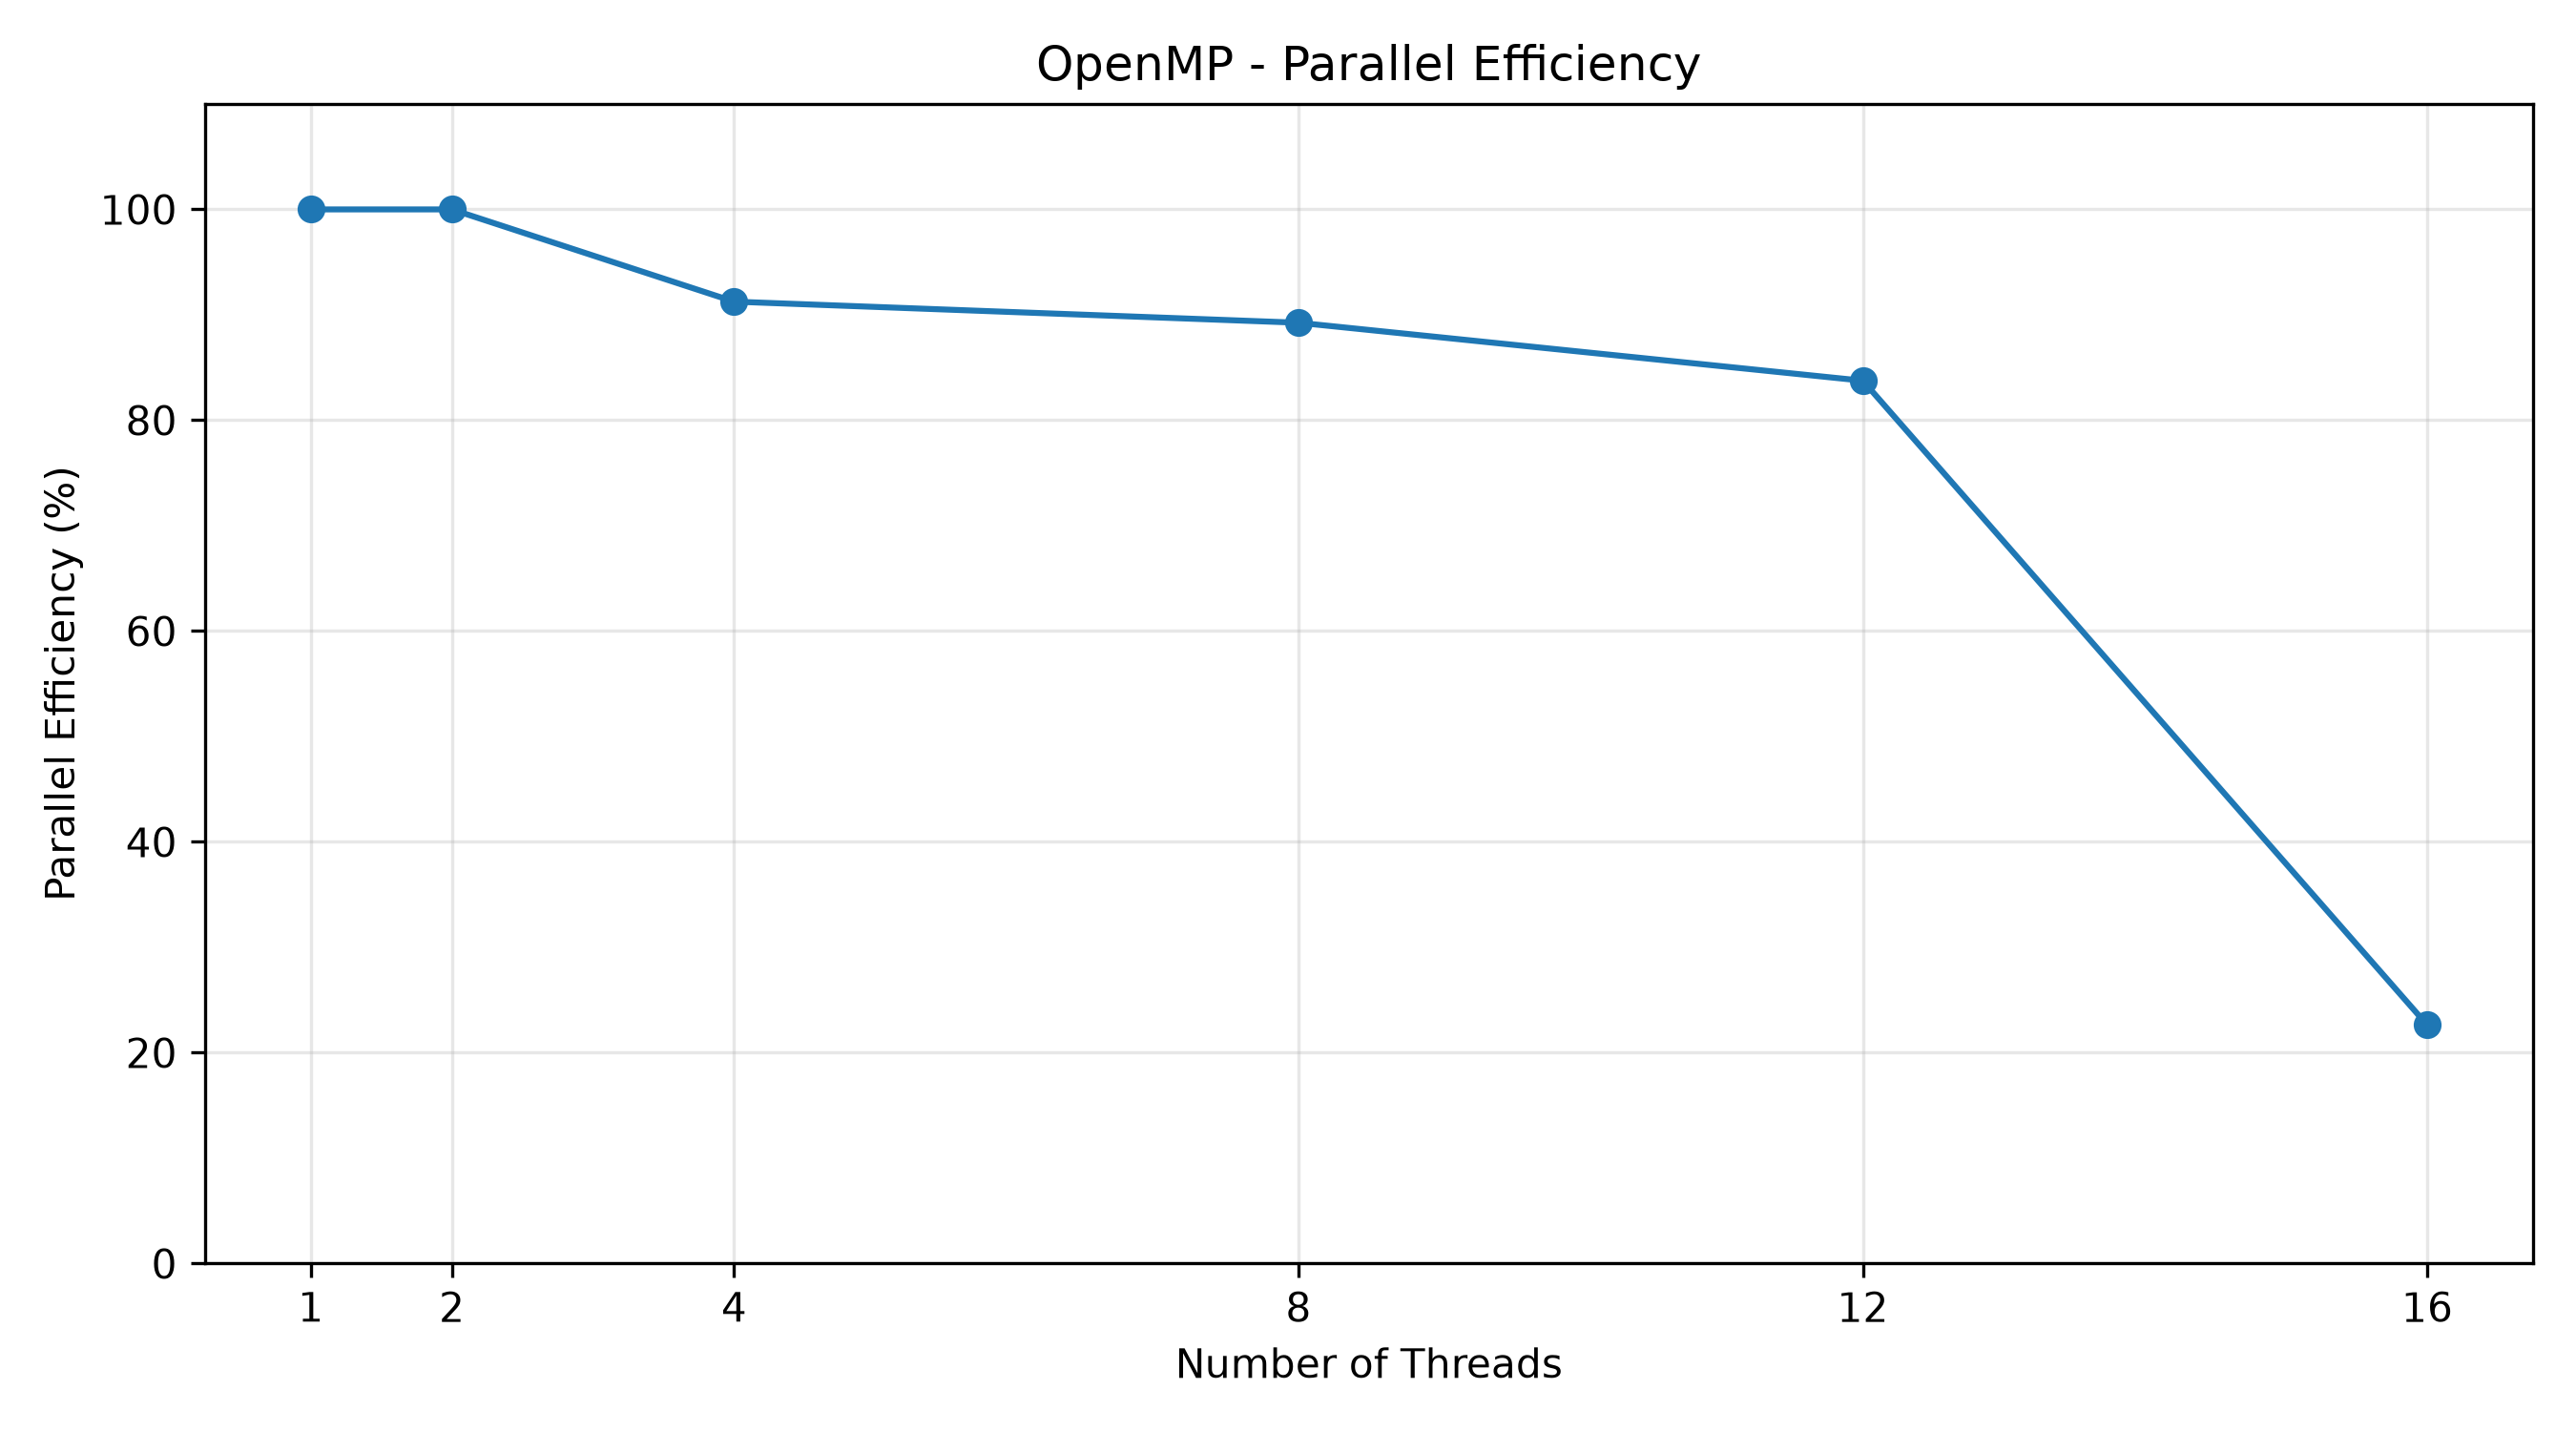 OpenMP - Parallel Efficiency
Parallel Efficiency (%)
100
80
60
40
20
0
1 2 4 8 12 16
Number of Threads